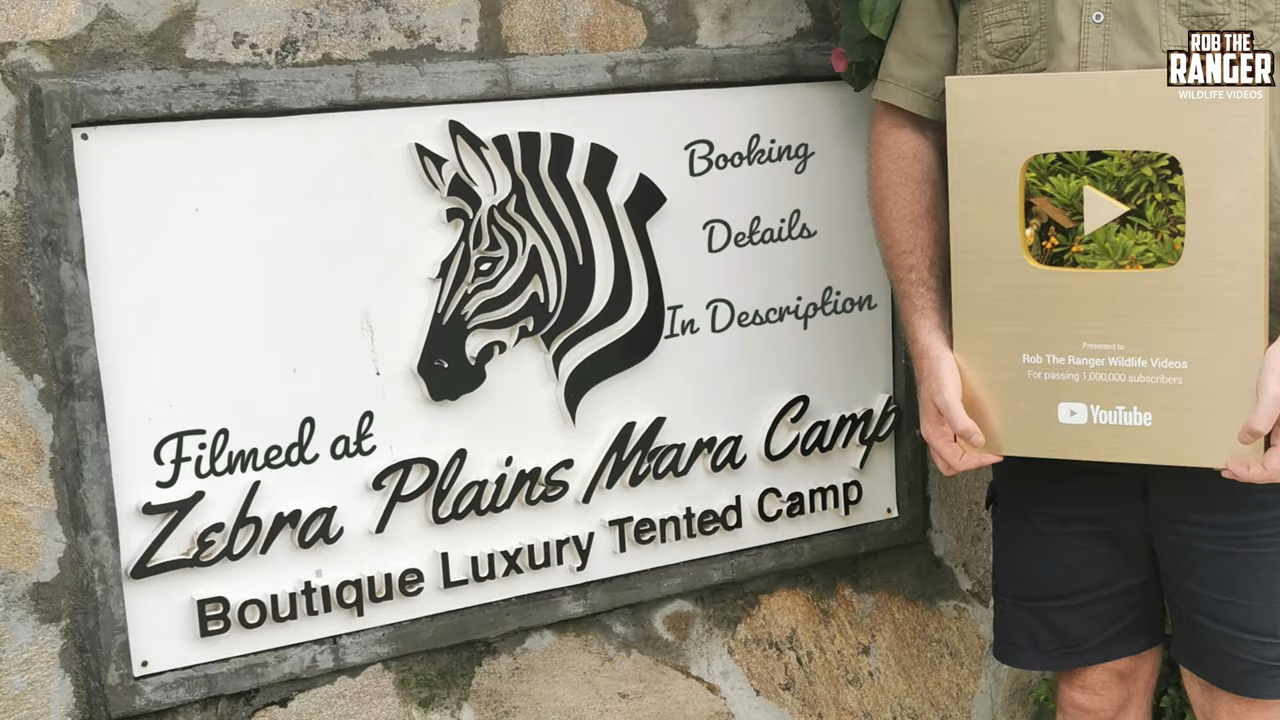 ROB THE
RANGER
WILDLIFE VIDEOS
Booking
Details
In Description
Filmed at
Zebra Plains Mara Camp
Boutique Luxury Tented Camp
Presented to
Rob The Ranger Wildlife Videos
For passing 1,000,000 subscribers
YouTube